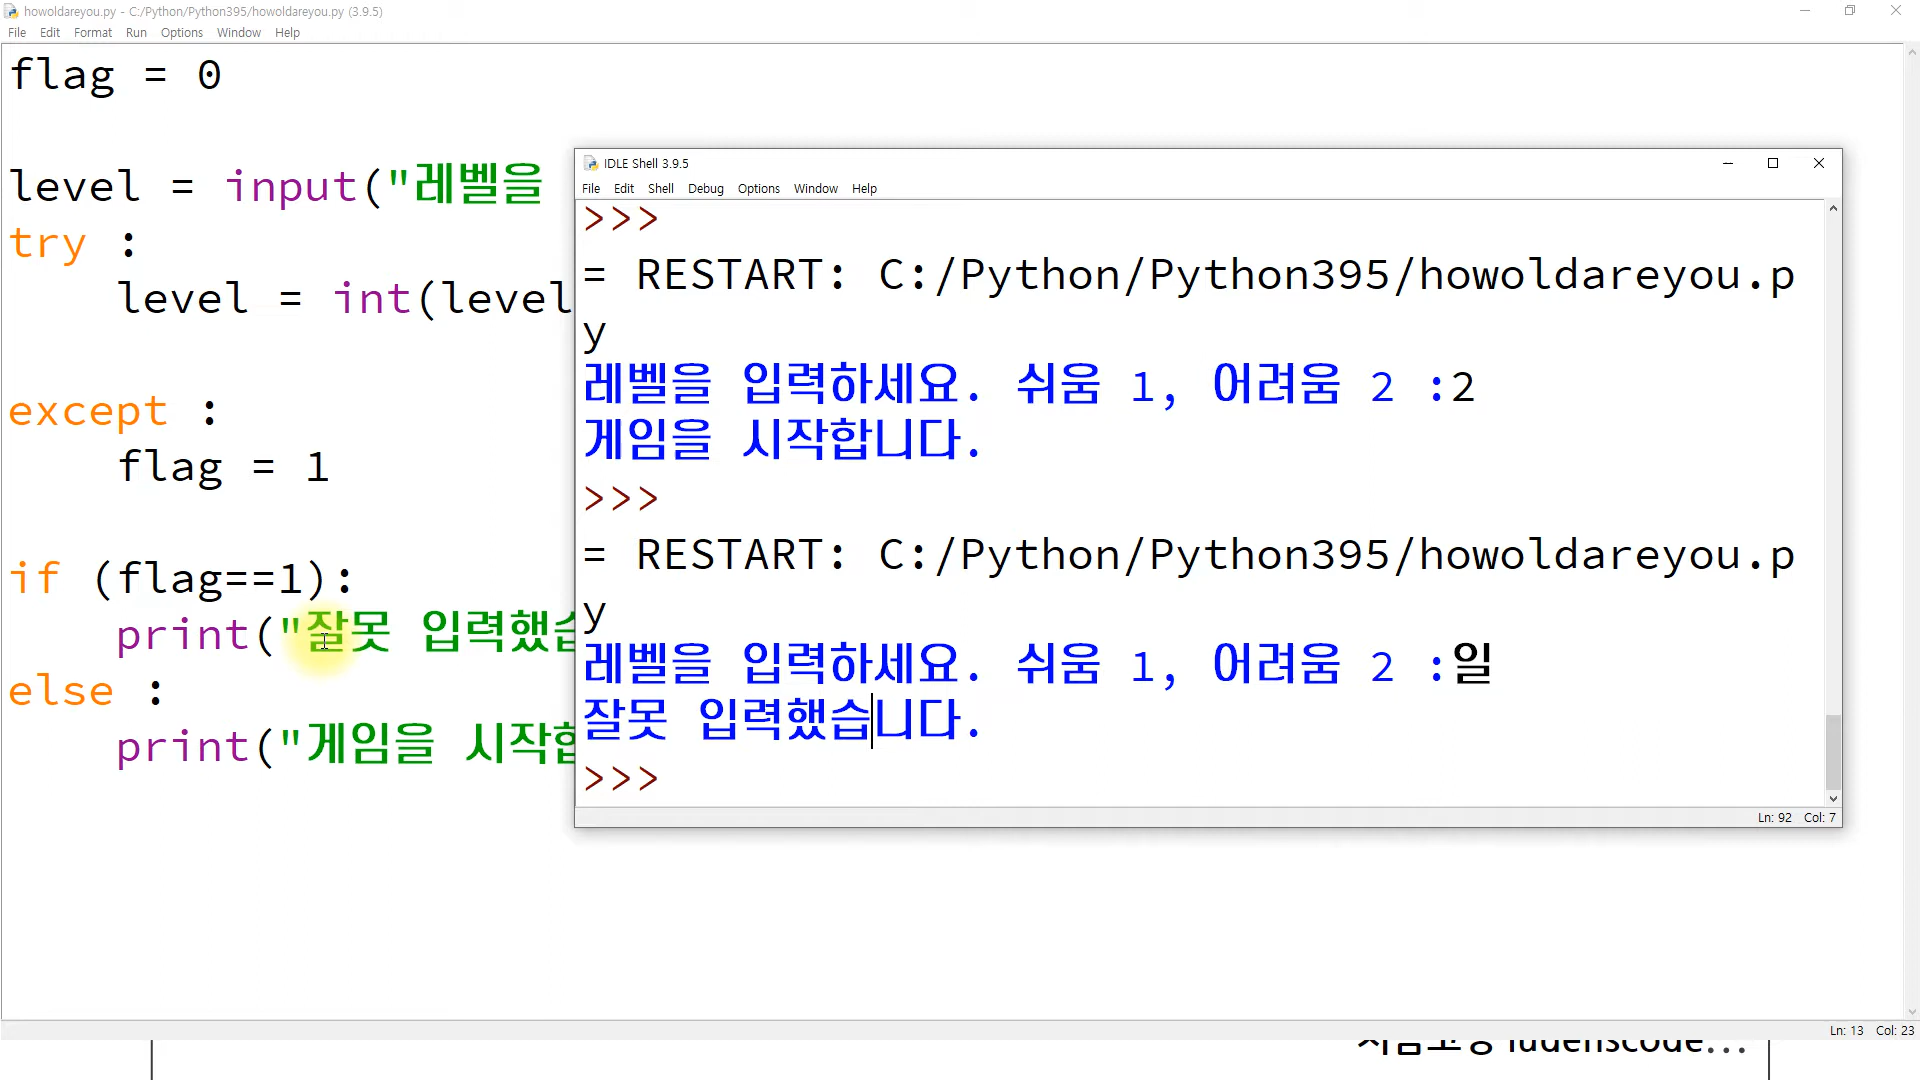 howoldareyou.py - C:/Python/Python395/howoldareyou.py (3.9.5)
File Edit Format Run Options Window Help
flag = 0
level = input("레벨을
try :
level = int(level
except :
flag = 1
if (flag==1):
print("잘못 입력했습
else :
print("게임을 시작합
IDLE Shell 3.9.5
File Edit Shell Debug Options Window Help
>>>
= RESTART: C:/Python/Python395/howoldareyou.p
y
레벨을 입력하세요. 쉬움 1, 어려움 2 :2
게임을 시작합니다.
>>>
= RESTART: C:/Python/Python395/howoldareyou.p
y
레벨을 입력하세요. 쉬움 1, 어려움 2 :일
잘못 입력했습니다.
>>>
Ln: 92 Col: 7
Ln: 13 Col: 23
ludenscode...